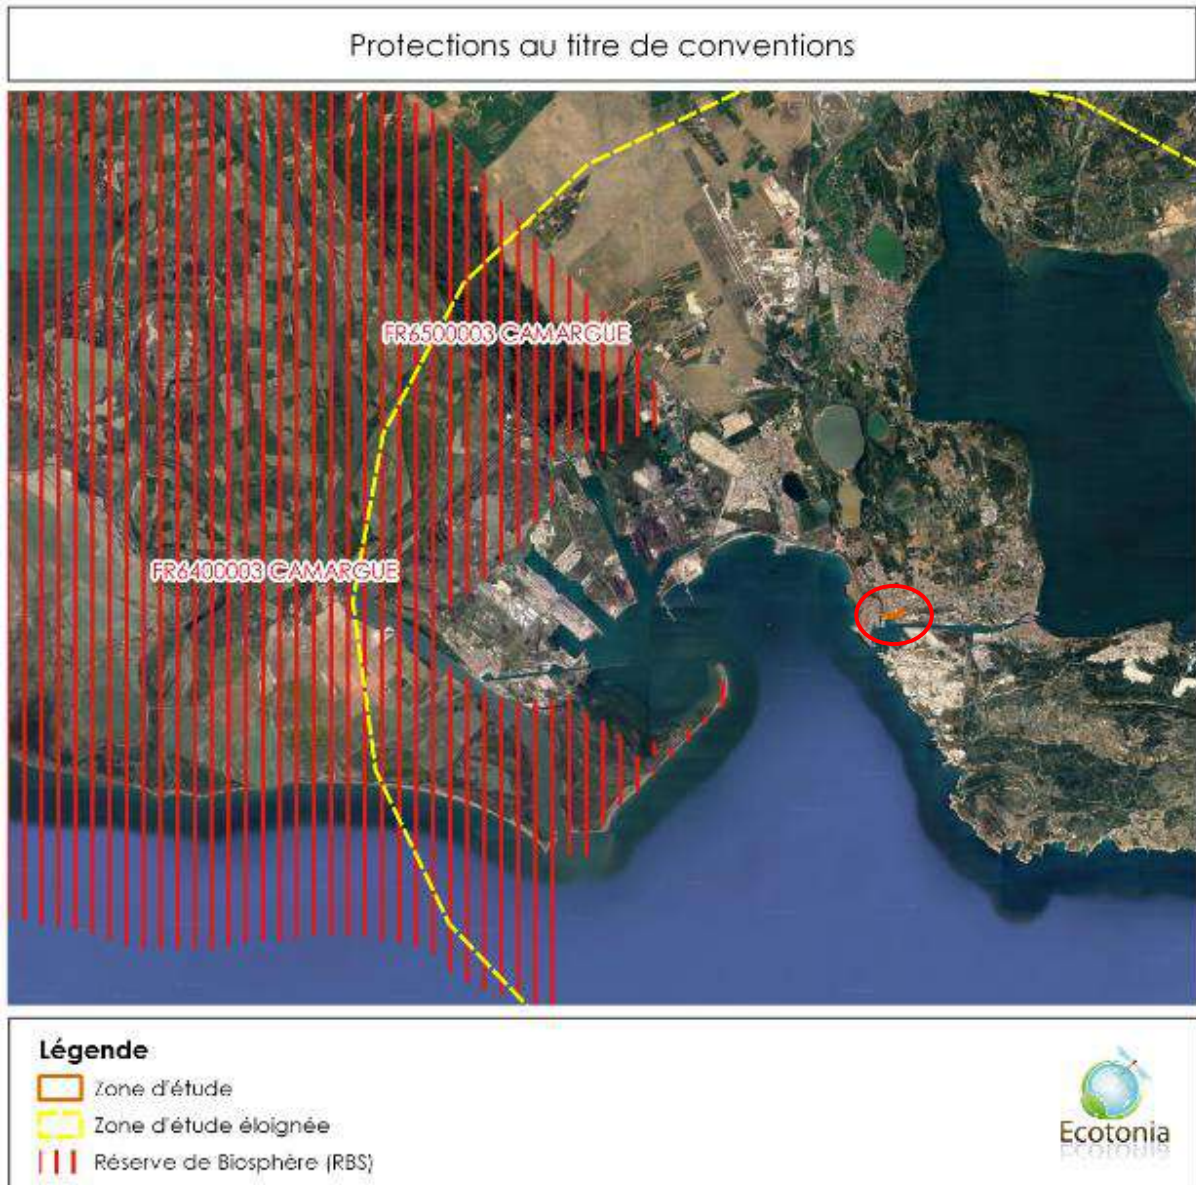 Protections au titre de conventions
FR6500003 CAMARGUE
FR6400003 CAMARGUE
Légende
Zone d'étude
Zone d'étude éloignée
Réserve de Biosphère (RBS)
Ecotonia